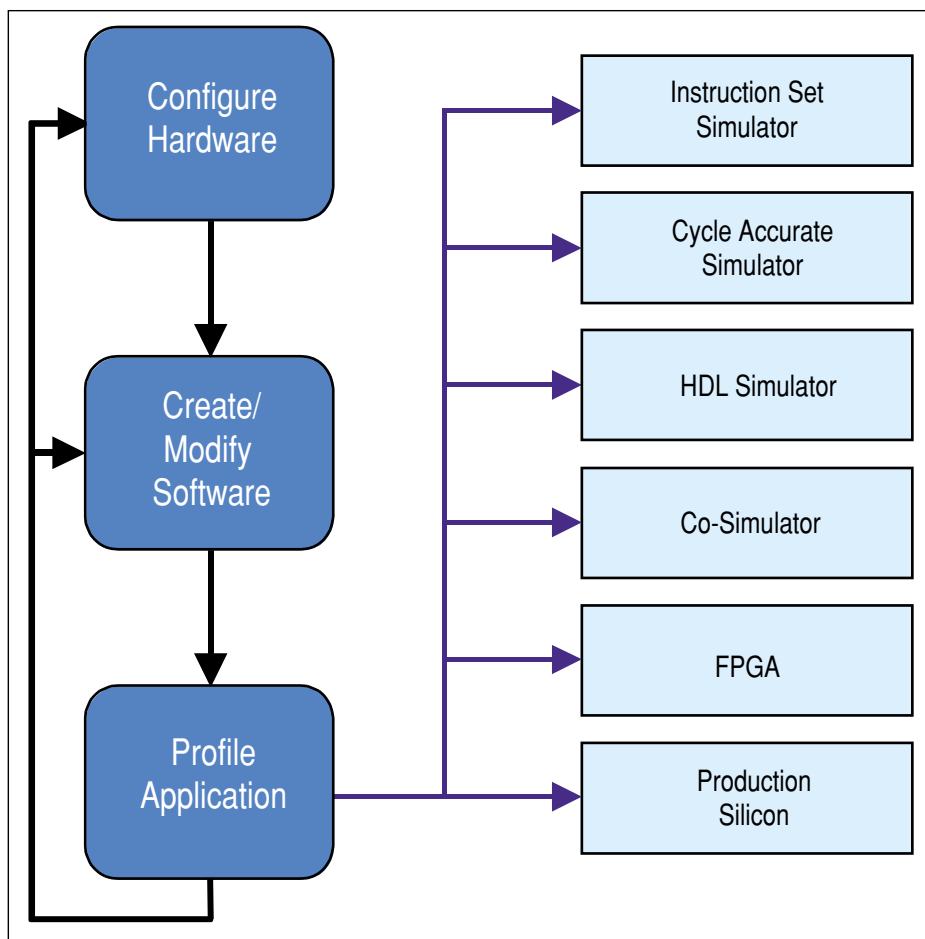 Configure
Hardware
Create/
Modify
Software
Profile
Application
Instruction Set
Simulator
Cycle Accurate
Simulator
HDL Simulator
Co-Simulator
FPGA
Production
Silicon